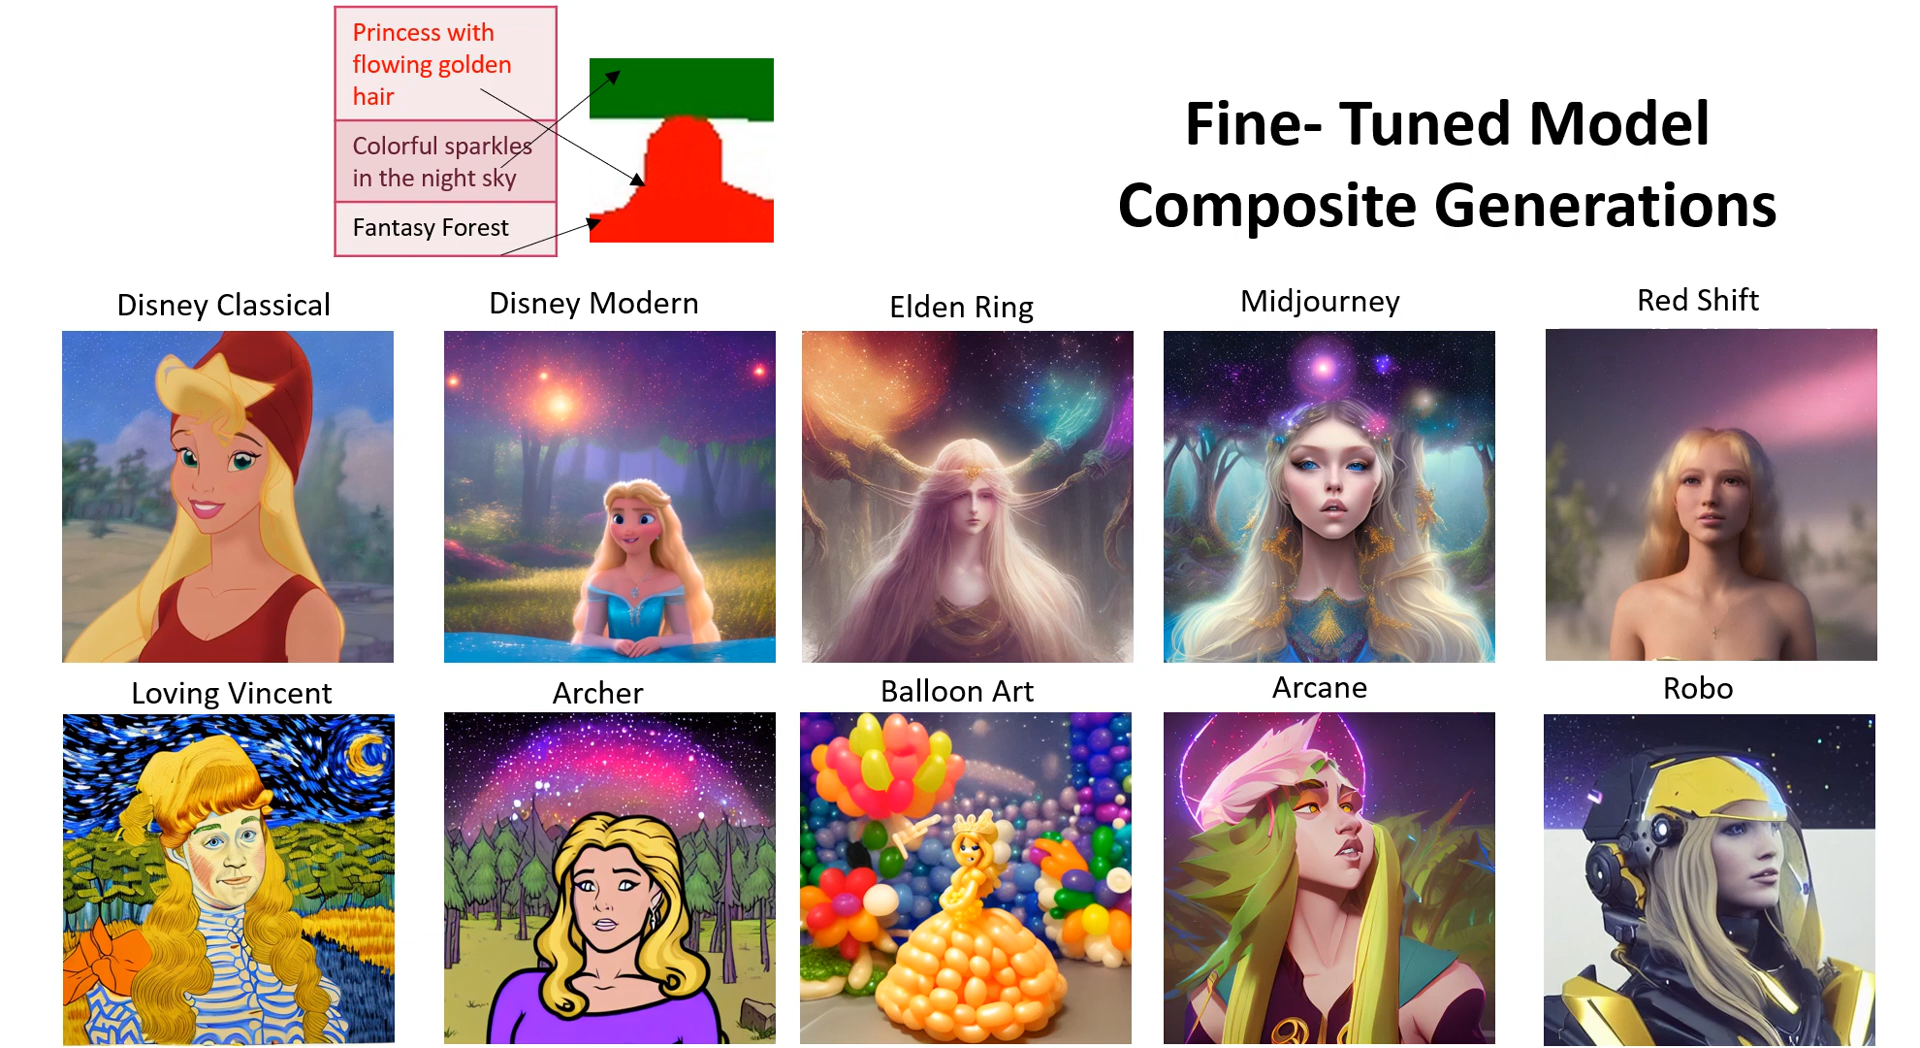 Princess with
flowing golden
hair
Colorful sparkles
in the night sky
Fantasy Forest
Fine- Tuned Model
Composite Generations
Disney Classical
Disney Modern
Elden Ring
Midjourney
Red Shift
Loving Vincent
Archer
Balloon Art
Arcane
Robo